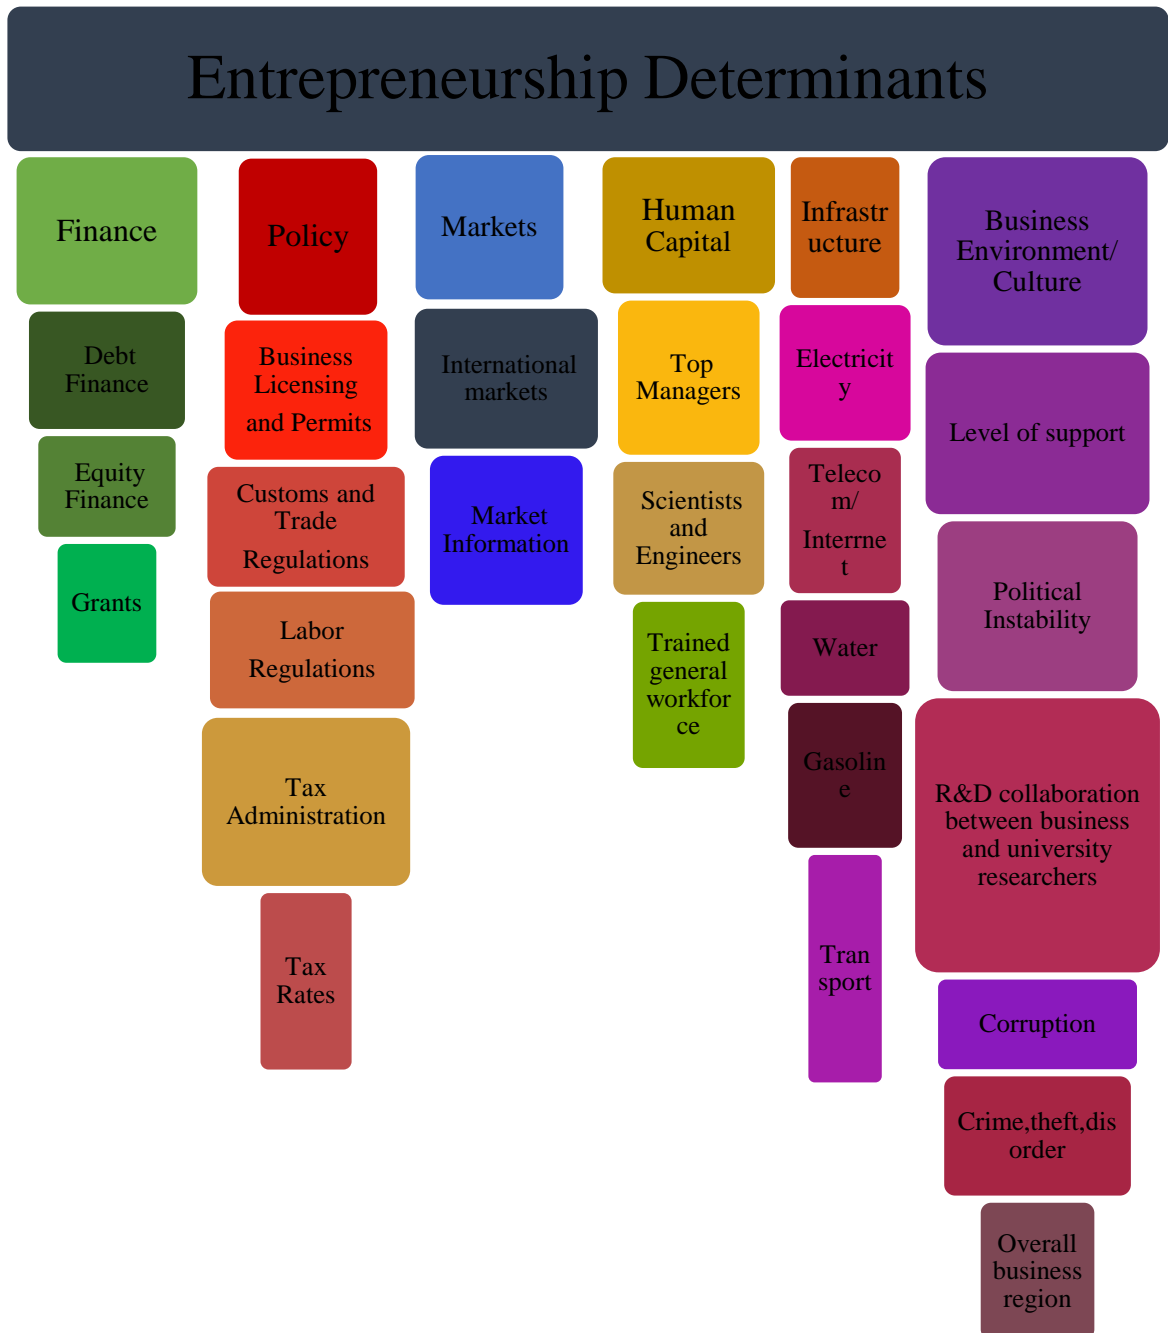 Entrepreneurship Determinants
Finance
Debt
Finance
Equity
Finance
Grants
Policy
Business
Licensing
and Permits
Customs and
Trade
Regulations
Labor
Regulations
Tax
Administration
Tax
Rates
Markets
International
markets
Market
Information
Human
Capital
Top
Managers
Scientists
and
Engineers
Trained
general
workfor
ce
Infrastr
ucture
Electricit
y
Teleco
m/
Interrne
t
Water
Gasolin
e
Tran
sport
Business
Environment/
Culture
Level of support
Political
Instability
R&D collaboration
between business
and university
researchers
Corruption
Crime,theft,dis
order
Overall
business
region